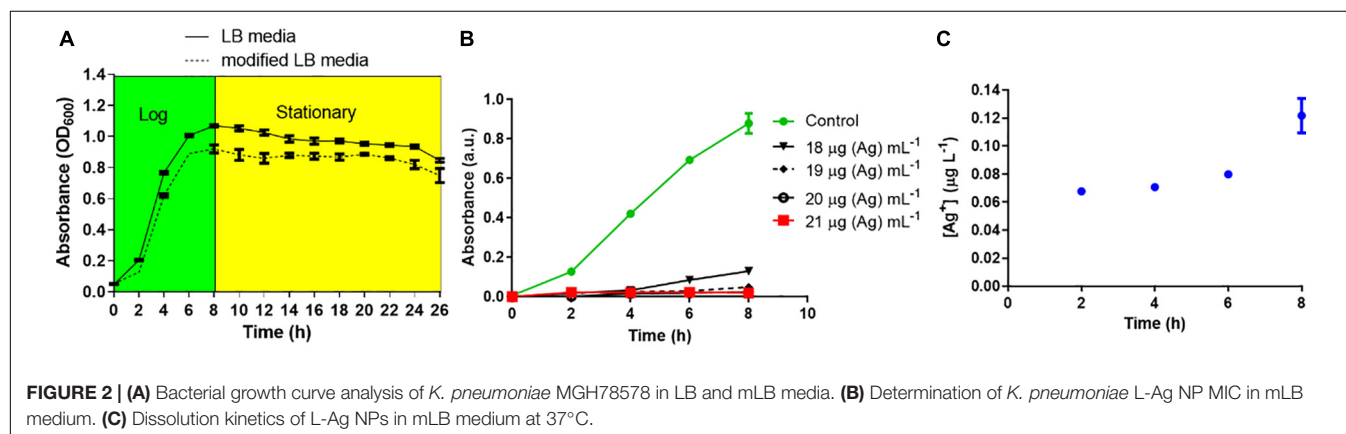 A
LB media
modified LB media
Absorbance (OD600)
1.4
1.2
1.0
0.8
0.6
0.4
0.2
0.0
Log
Stationary
0 2 4 6 8 10 12 14 16 18 20 22 24 26
Time (h)
B
Absorbance (a.u.)
1.0
0.8
0.6
0.4
0.2
0.0
0 2 4 6 8 10
Time (h)
Control
18 µg (Ag) mL-1
19 µg (Ag) mL-1
20 µg (Ag) mL-1
21 µg (Ag) mL-1
C
[Ag+] (µg L-1)
0.14
0.12
0.10
0.08
0.06
0.04
0.02
0.00
0 2 4 6 8
Time (h)
FIGURE 2 | (A) Bacterial growth curve analysis of K. pneumoniae MGH78578 in LB and mLB media. (B) Determination of K. pneumoniae L-Ag NP MIC in mLB
medium. (C) Dissolution kinetics of L-Ag NPs in mLB medium at 37°C.